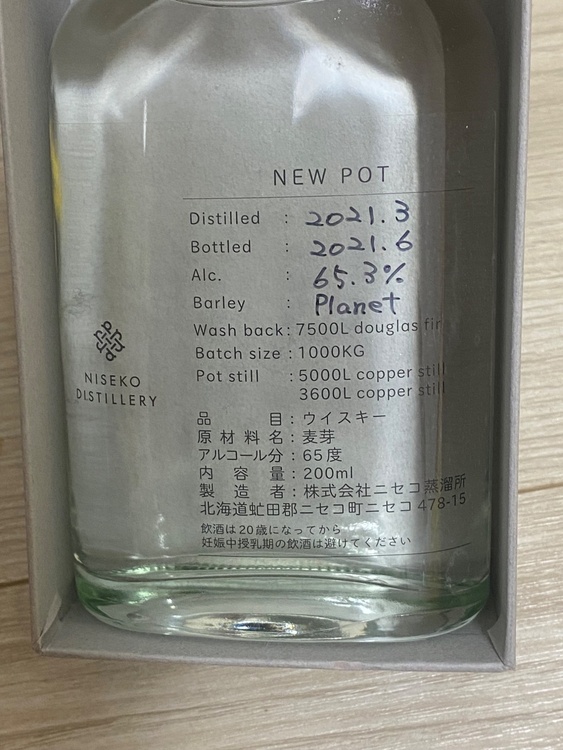 NEW POT
Distilled : 2021.3
Bottled : 2021.6
Alc. : 65.3%
Barley : Planet
Wash back : 7500L douglas fir
Batch size : 1000KG
Pot still : 5000L copper still
3600L copper still
NISEKO
DISTILLERY
品目：ウイスキー
原材料名：麦芽
アルコール分：65度
内容量：200ml
製造者：株式会社ニセコ蒸溜所
北海道虻田郡ニセコ町ニセコ 478-15
飲酒は20歳になってから
妊娠中授乳期の飲酒は避けてください